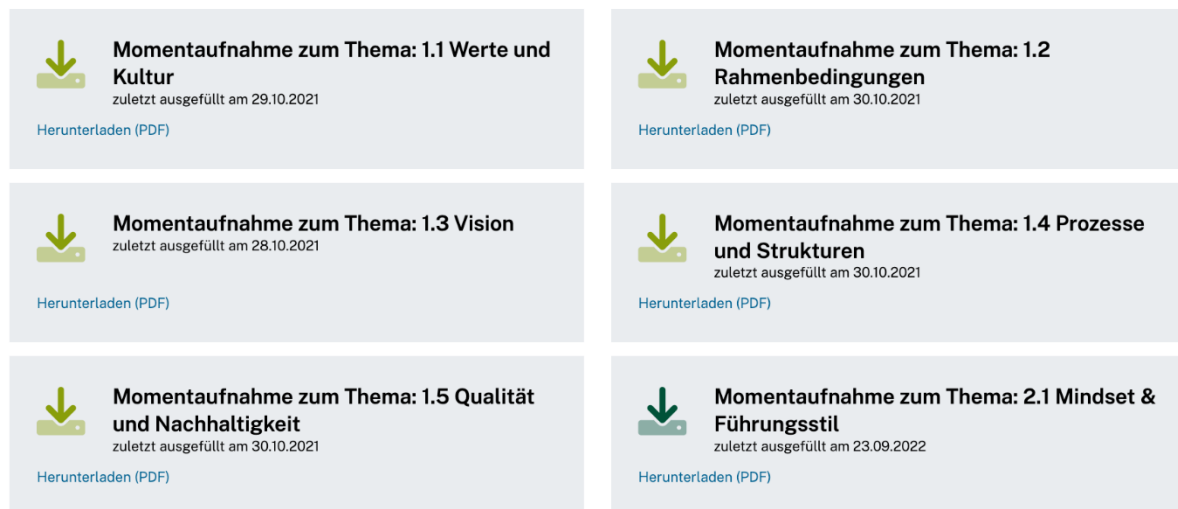 Momentaufnahme zum Thema: 1.1 Werte und
Kultur
zuletzt ausgefüllt am 29.10.2021
Herunterladen (PDF)
Momentaufnahme zum Thema: 1.2
Rahmenbedingungen
zuletzt ausgefüllt am 30.10.2021
Herunterladen (PDF)
Momentaufnahme zum Thema: 1.3 Vision
zuletzt ausgefüllt am 28.10.2021
Herunterladen (PDF)
Momentaufnahme zum Thema: 1.4 Prozesse
und Strukturen
zuletzt ausgefüllt am 30.10.2021
Herunterladen (PDF)
Momentaufnahme zum Thema: 1.5 Qualität
und Nachhaltigkeit
zuletzt ausgefüllt am 30.10.2021
Herunterladen (PDF)
Momentaufnahme zum Thema: 2.1 Mindset &
Führungsstil
zuletzt ausgefüllt am 23.09.2022
Herunterladen (PDF)